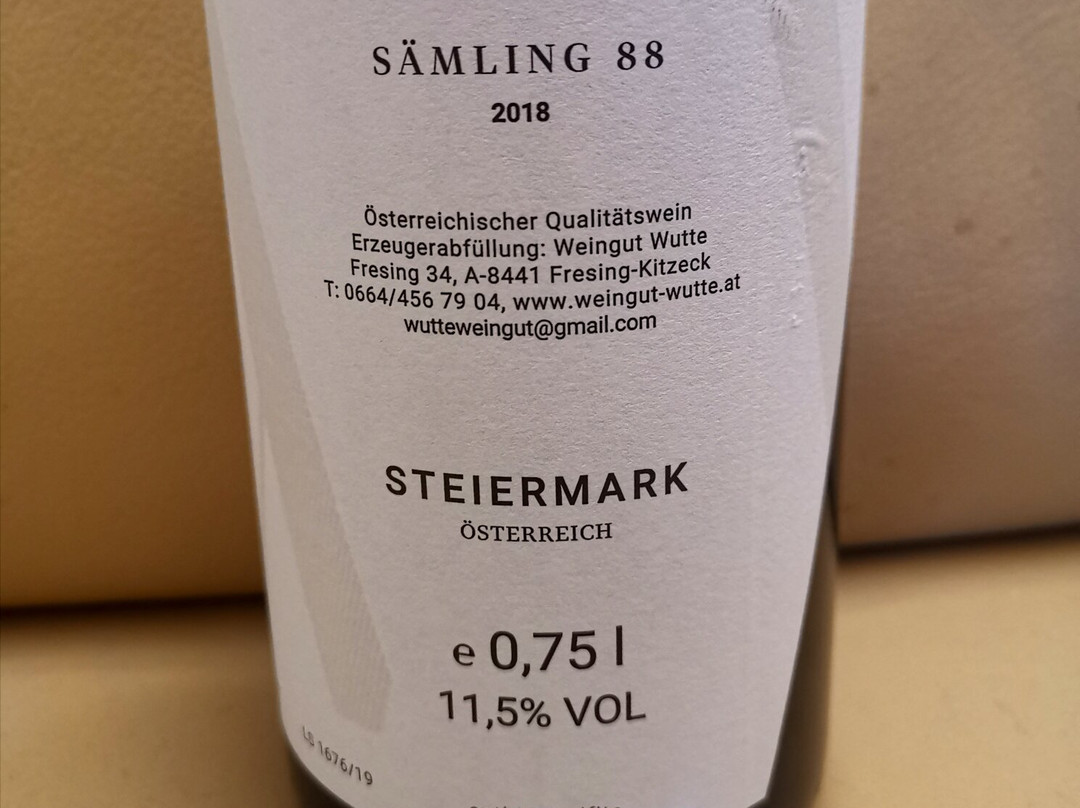 SÄMLING 88
2018
Österreichischer Qualitätswein
Erzeugerabfüllung: Weingut Wutte
Fresing 34, A-8441 Fresing-Kitzeck
T: 0664/456 79 04, www.weingut-wutte.at
wutteweingut@gmail.com
STEIERMARK
ÖSTERREICH
e 0,75 l
11,5% VOL
1676/19